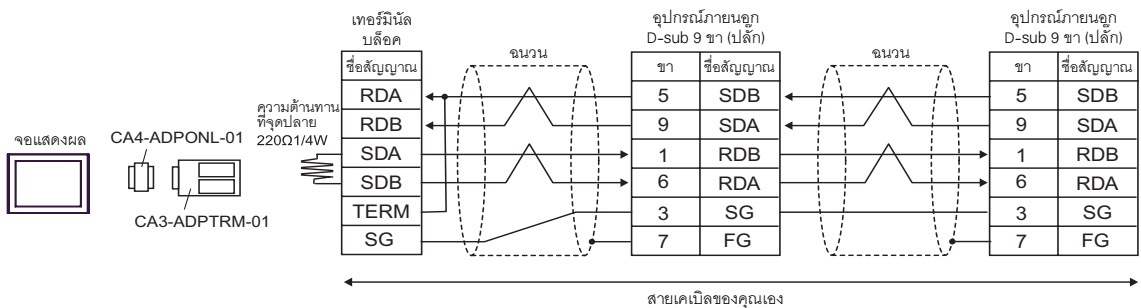 เทอร์มินัล
บล็อค
อุปกรณ์ภายนอก
D-sub 9 ขา (ปลั๊ก)
อุปกรณ์ภายนอก
D-sub 9 ขา (ปลั๊ก)
ชื่อสัญญาณ
ฉนวน
ขา ชื่อสัญญาณ
ฉนวน
ขา ชื่อสัญญาณ
RDA 5 SDB 5 SDB
RDB 9 SDA 9 SDA
SDA 1 RDB 1 RDB
SDB 6 RDA 6 RDA
TERM 3 SG 3 SG
SG 7 FG 7 FG
ความต้านทาน
ที่จุดปลาย
220Ω1/4W
จอแสดงผล
CA4-ADPONL-01
CA3-ADPTRM-01
สายเคเบิลของคุณเอง